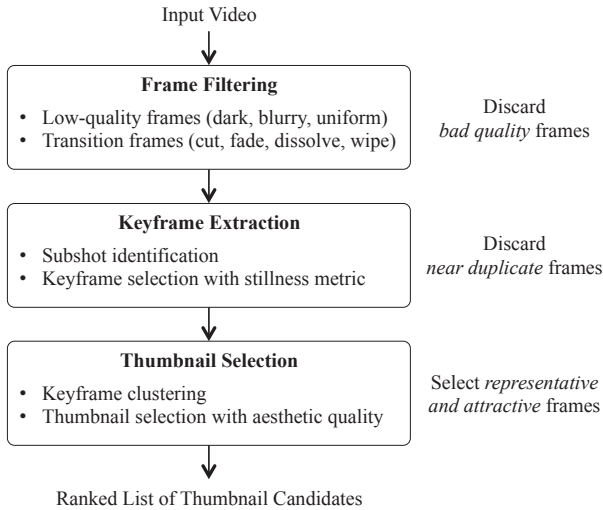 Input Video
Frame Filtering
• Low-quality frames (dark, blurry, uniform)
• Transition frames (cut, fade, dissolve, wipe)
Discard
bad quality frames
Keyframe Extraction
• Subshot identification
• Keyframe selection with stillness metric
Discard
near duplicate frames
Thumbnail Selection
• Keyframe clustering
• Thumbnail selection with aesthetic quality
Select representative
and attractive frames
Ranked List of Thumbnail Candidates